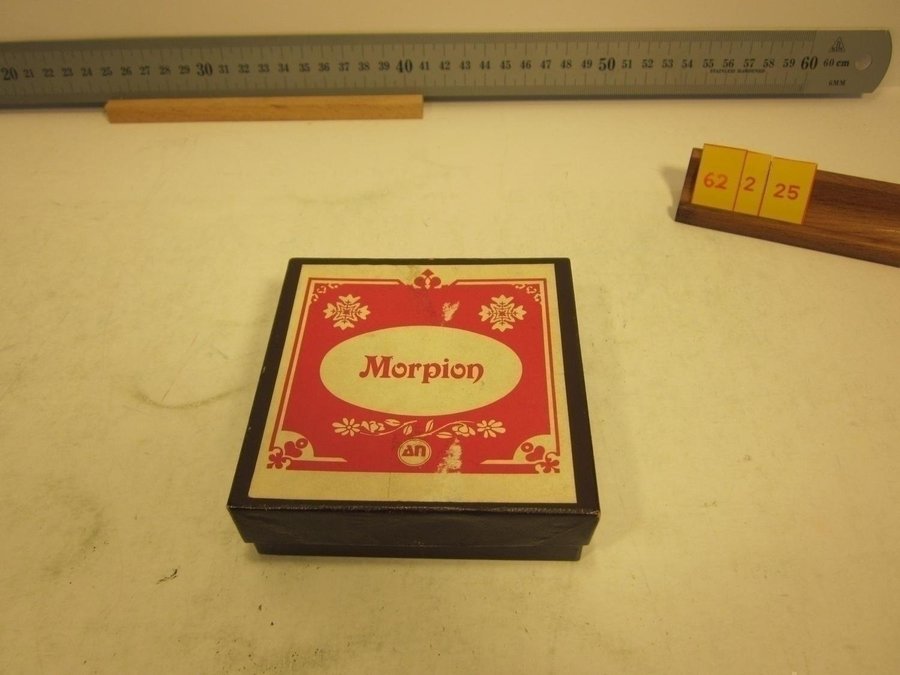 20 21 22 23 24 25 26 27 28 29 30 31 32 33 34 35 36 37 38 39 40 41 42 43 44 45 46 47 48 49 50 51 52 53 54 55 56 57 58 59 60 60 cm
STAINLESS HARDENED
62 2 25
Morpion